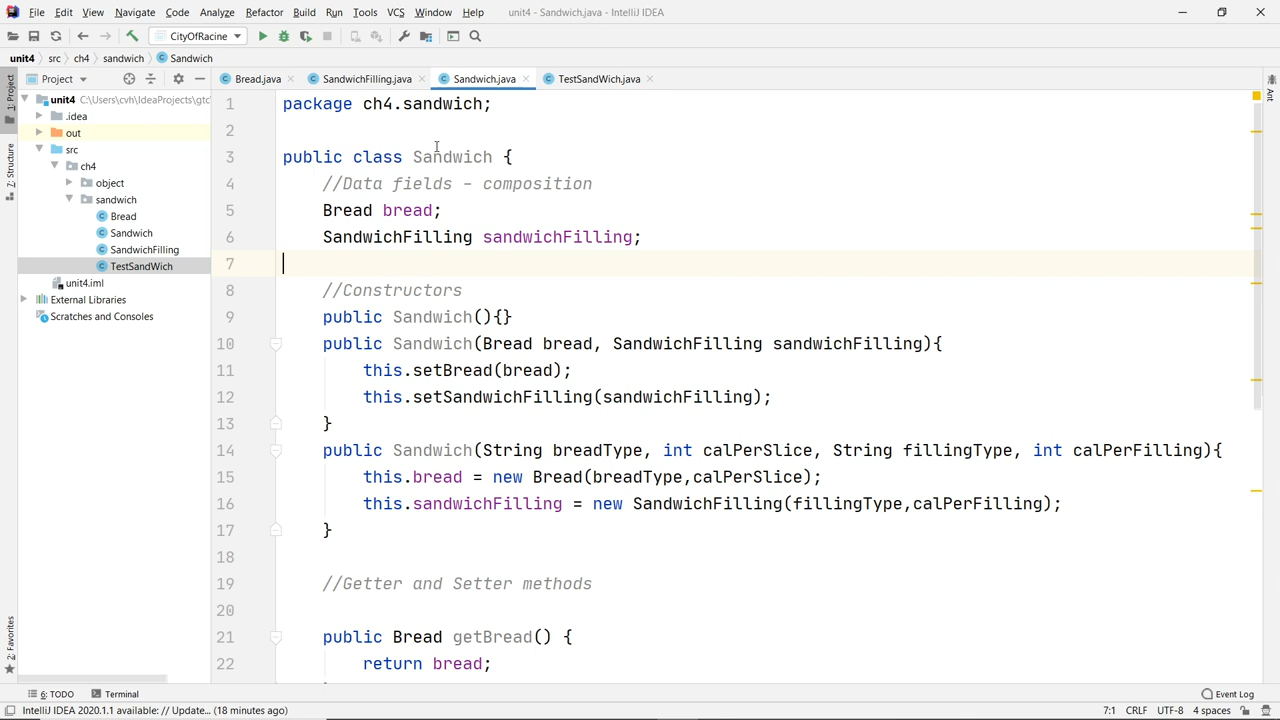 File Edit View Navigate Code Analyze Refactor Build Run Tools VCS Window Help unit4 - Sandwich.java - IntelliJ IDEA
CityOfRacine
unit4 src ch4 sandwich Sandwich
Project
Bread.java SandwichFilling.java Sandwich.java TestSandWich.java
1: Project
Z: Structure
2: Favorites
Ant
unit4 C:\Users\cvh\IdeaProjects\gtc
.idea
out
src
ch4
object
sandwich
Bread
Sandwich
SandwichFilling
TestSandWich
unit4.iml
External Libraries
Scratches and Consoles
1 package ch4.sandwich;
2
3 public class Sandwich {
4 //Data fields - composition
5 Bread bread;
6 SandwichFilling sandwichFilling;
7
8 //Constructors
9 public Sandwich(){}
10 public Sandwich(Bread bread, SandwichFilling sandwichFilling){
11 this.setBread(bread);
12 this.setSandwichFilling(sandwichFilling);
13 }
14 public Sandwich(String breadType, int calPerSlice, String fillingType, int calPerFilling){
15 this.bread = new Bread(breadType,calPerSlice);
16 this.sandwichFilling = new SandwichFilling(fillingType,calPerFilling);
17 }
18
19 //Getter and Setter methods
20
21 public Bread getBread() {
22 return bread;
6: TODO Terminal Event Log
IntelliJ IDEA 2020.1.1 available: // Update... (18 minutes ago) 7:1 CRLF UTF-8 4 spaces